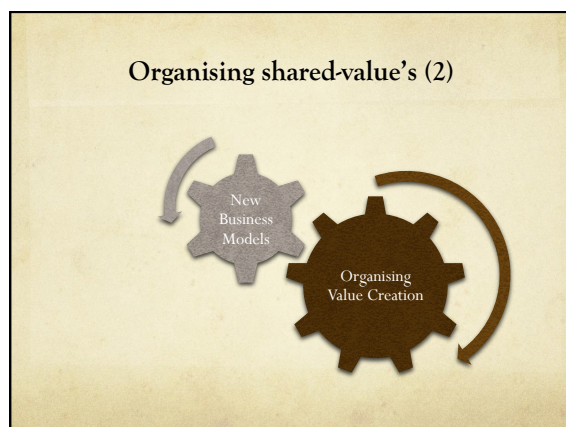 Organising shared-value's (2)
New
Business
Models
Organising
Value Creation